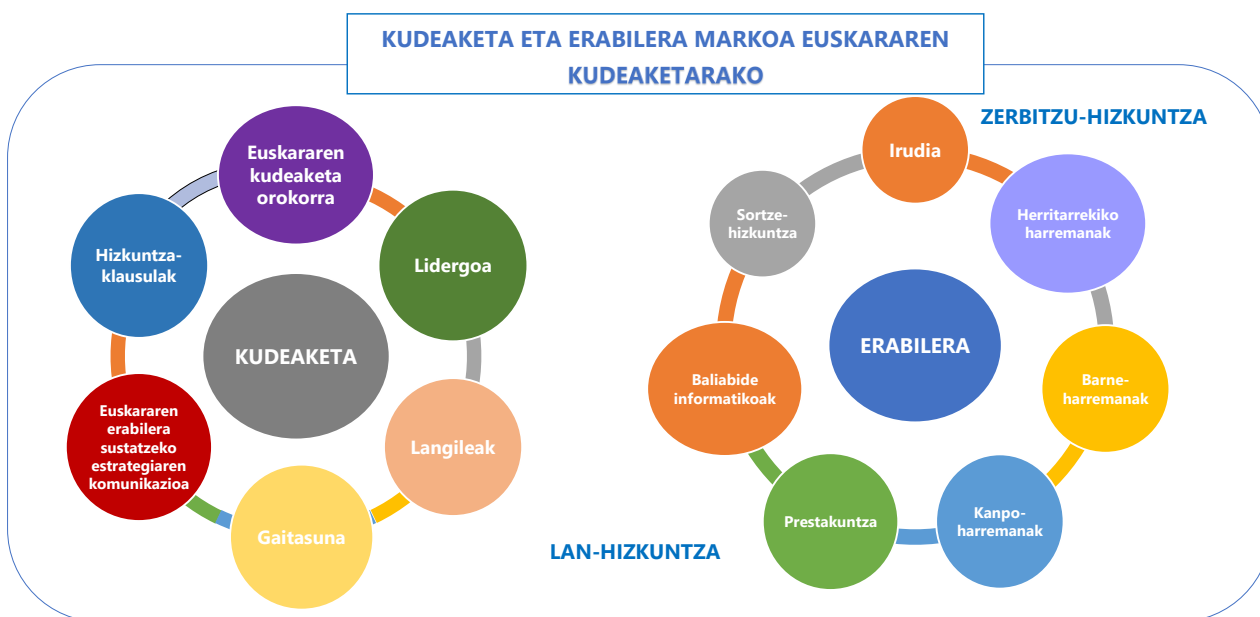 KUDEAKETA ETA ERABILERA MARKOA EUSKARAREN
KUDEAKETARAKO
Euskararen
kudeaketa
orokorra
Lidergoa
Langileak
Gaitasuna
Euskararen
erabilera
sustatzeko
estrategiaren
komunikazioa
Hizkuntza-
klausulak
KUDEAKETA
ZERBITZU-HIZKUNTZA
Irudia
Herritarrekiko
harremanak
Barne-
harremanak
Kanpo-
harremanak
Prestakuntza
Baliabide
informatikoak
Sortze-
hizkuntza
ERABILERA
LAN-HIZKUNTZA